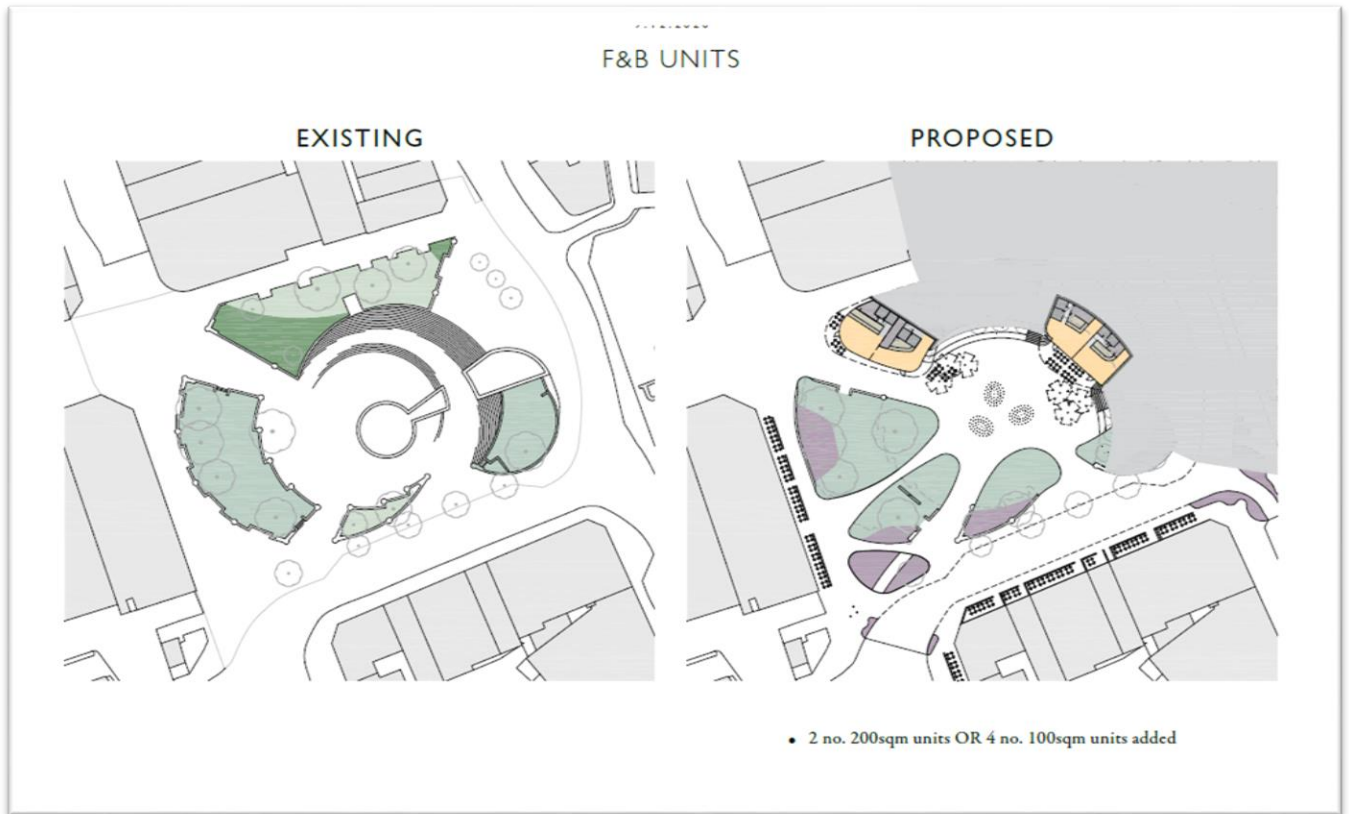 F&B UNITS
EXISTING
PROPOSED
• 2 no. 200sqm units OR 4 no. 100sqm units added